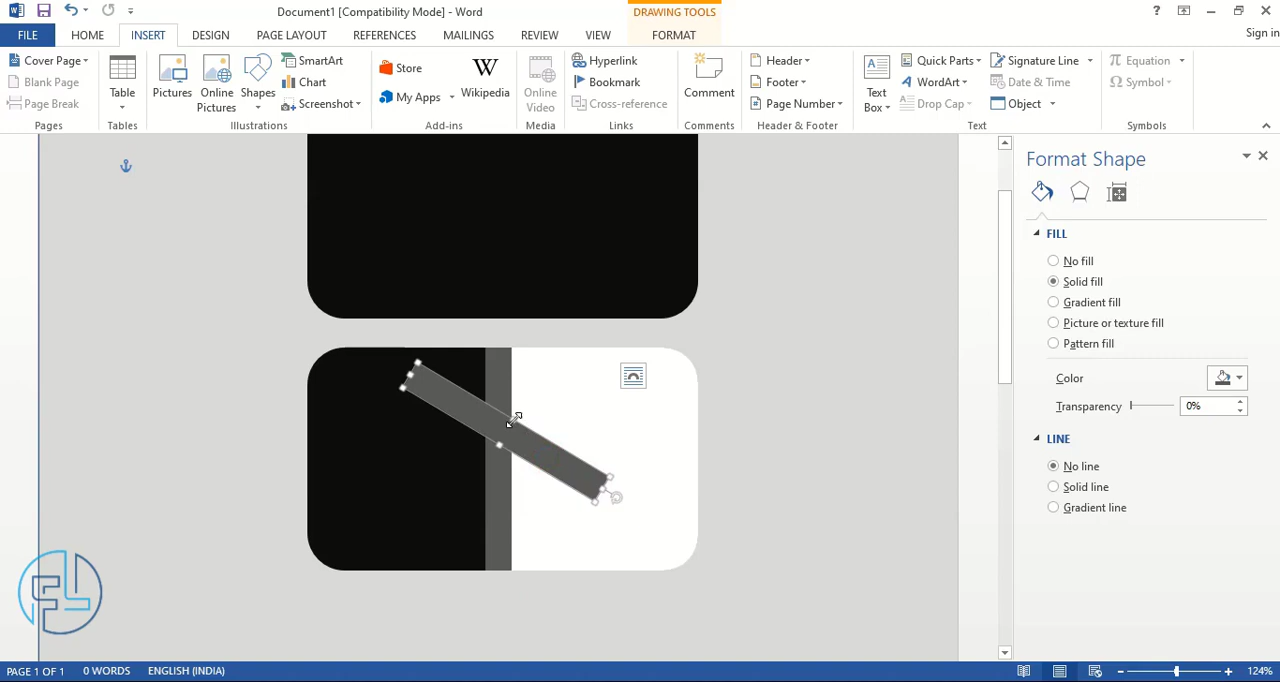 Document1 [Compatibility Mode] - Word
DRAWING TOOLS
?
FILE HOME INSERT DESIGN PAGE LAYOUT REFERENCES MAILINGS REVIEW VIEW FORMAT Sign in
Cover Page
Blank Page
Page Break
Pages
Table
Tables
Pictures
Online Pictures
Shapes
SmartArt
Chart
Screenshot
Illustrations
Store
My Apps
W
Wikipedia
Add-ins
Online Video
Media
Hyperlink
Bookmark
Cross-reference
Links
Comment
Comments
Header
Footer
Page Number
Header & Footer
A
Text Box
Quick Parts
WordArt
Drop Cap
Signature Line
Date & Time
Object
Text
π Equation
Ω Symbol
Symbols
Format Shape
FILL
No fill
Solid fill
Gradient fill
Picture or texture fill
Pattern fill
Color
Transparency 0%
LINE
No line
Solid line
Gradient line
PAGE 1 OF 1 0 WORDS ENGLISH (INDIA) 124%